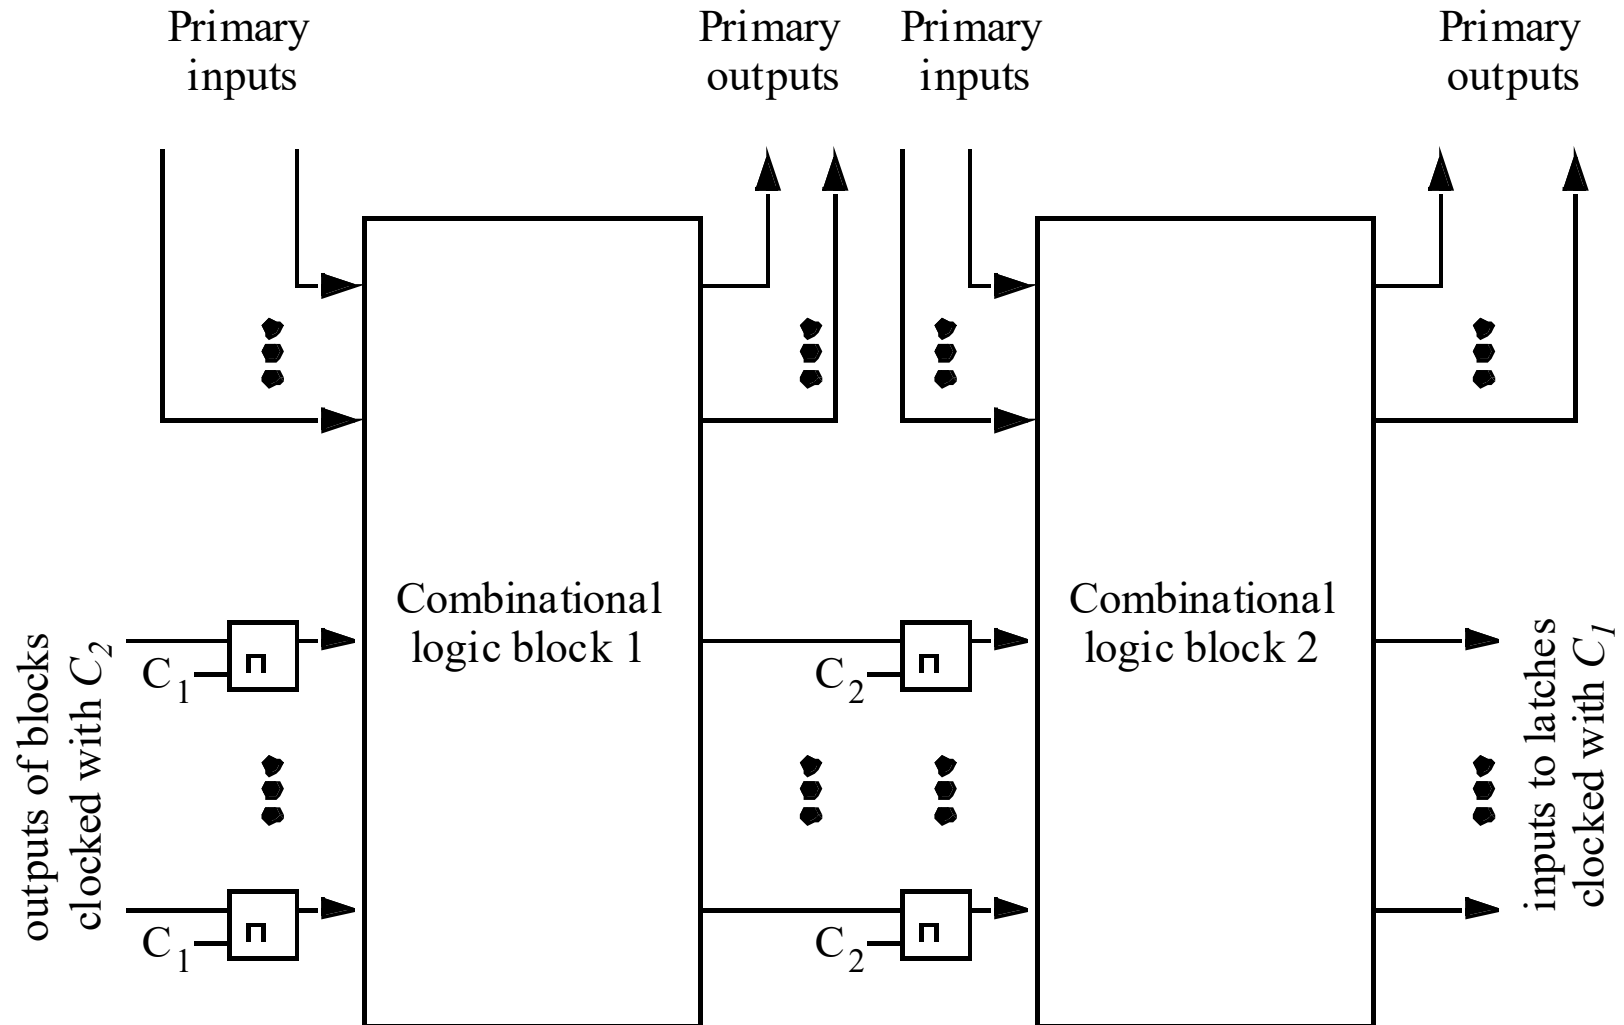 Primary
inputs
Primary
outputs
Primary
inputs
Primary
outputs
Combinational
logic block 1
Combinational
logic block 2
outputs of blocks
clocked with C2
C1
C2
C1
C2
inputs to latches
clocked with C1